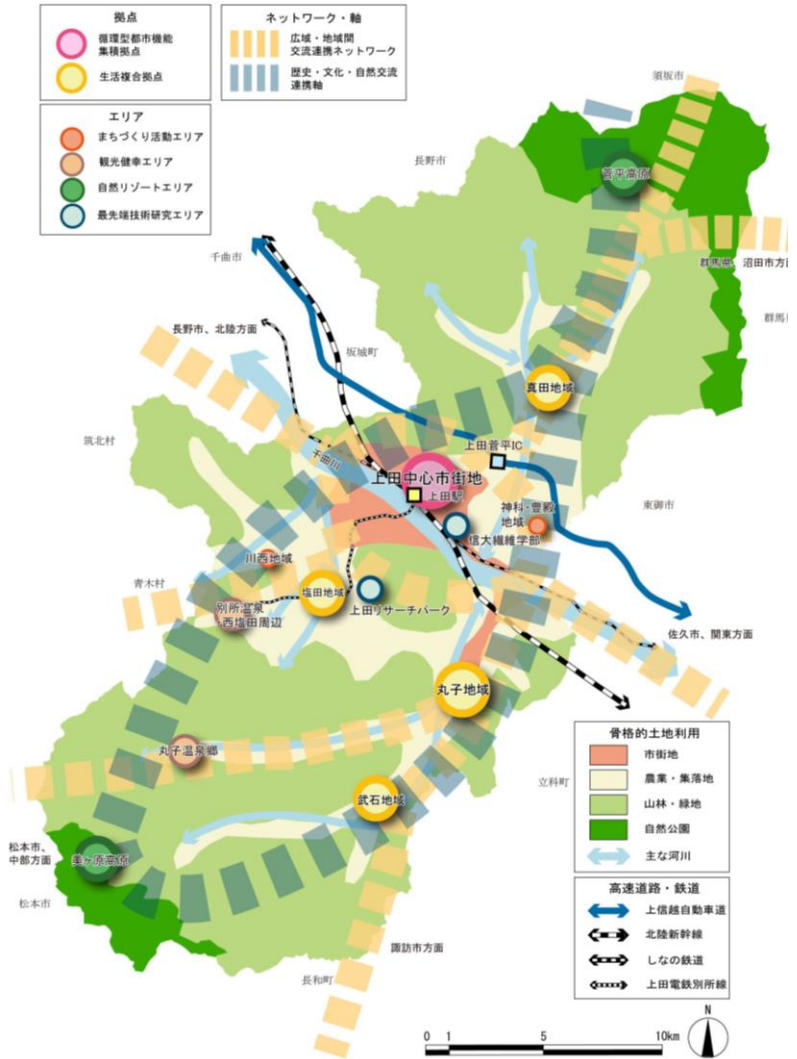 拠点
循環型都市機能
集積拠点
生活複合拠点
ネットワーク・軸
広域・地域間
交流連携ネットワーク
歴史・文化・自然交流
連携軸
エリア
まちづくり活動エリア
観光健幸エリア
自然リゾートエリア
最先端技術研究エリア
須坂市
長野市
菅平高原
千曲市
群馬県、沼田市方面
群馬県
長野市、北陸方面
坂城町
真田地域
筑北村
千曲川
上田菅平IC
上田中心市街地
上田駅
神科・豊殿
地域
東御市
信大繊維学部
川西地域
青木村
塩田地域
上田リサーチパーク
別所温泉
・西塩田周辺
佐久市、関東方面
丸子地域
丸子温泉郷
立科町
武石地域
松本市、
中部方面
美ヶ原高原
松本市
諏訪市方面
長和町
骨格的土地利用
市街地
農業・集落地
山林・緑地
自然公園
主な河川
高速道路・鉄道
上信越自動車道
北陸新幹線
しなの鉄道
上田電鉄別所線
N
0 1 5 10km